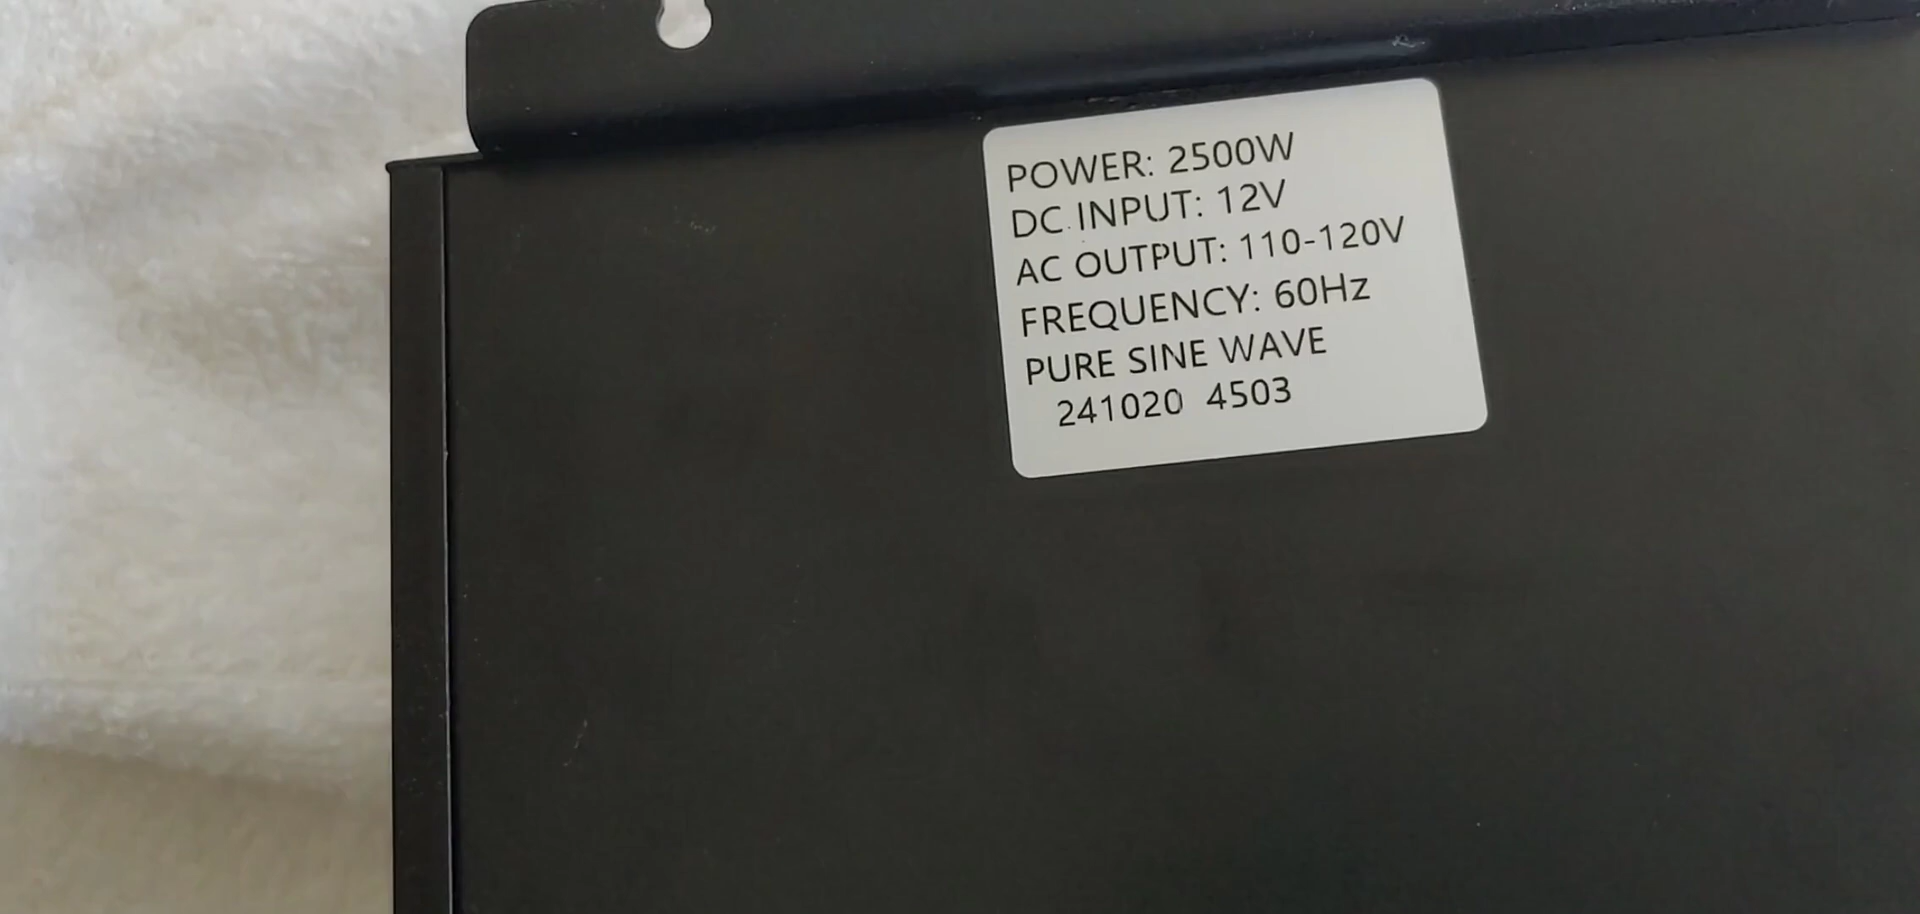 POWER: 2500W
DC INPUT: 12V
AC OUTPUT: 110-120V
FREQUENCY: 60Hz
PURE SINE WAVE
241020 4503